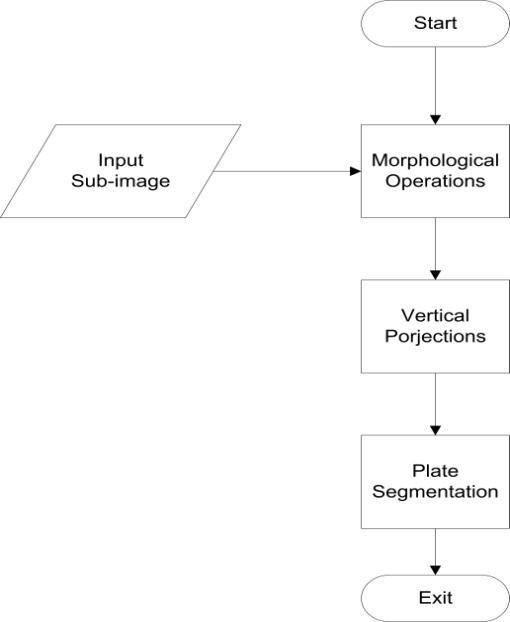 Start
Input
Sub-image
Morphological
Operations
Vertical
Porjections
Plate
Segmentation
Exit